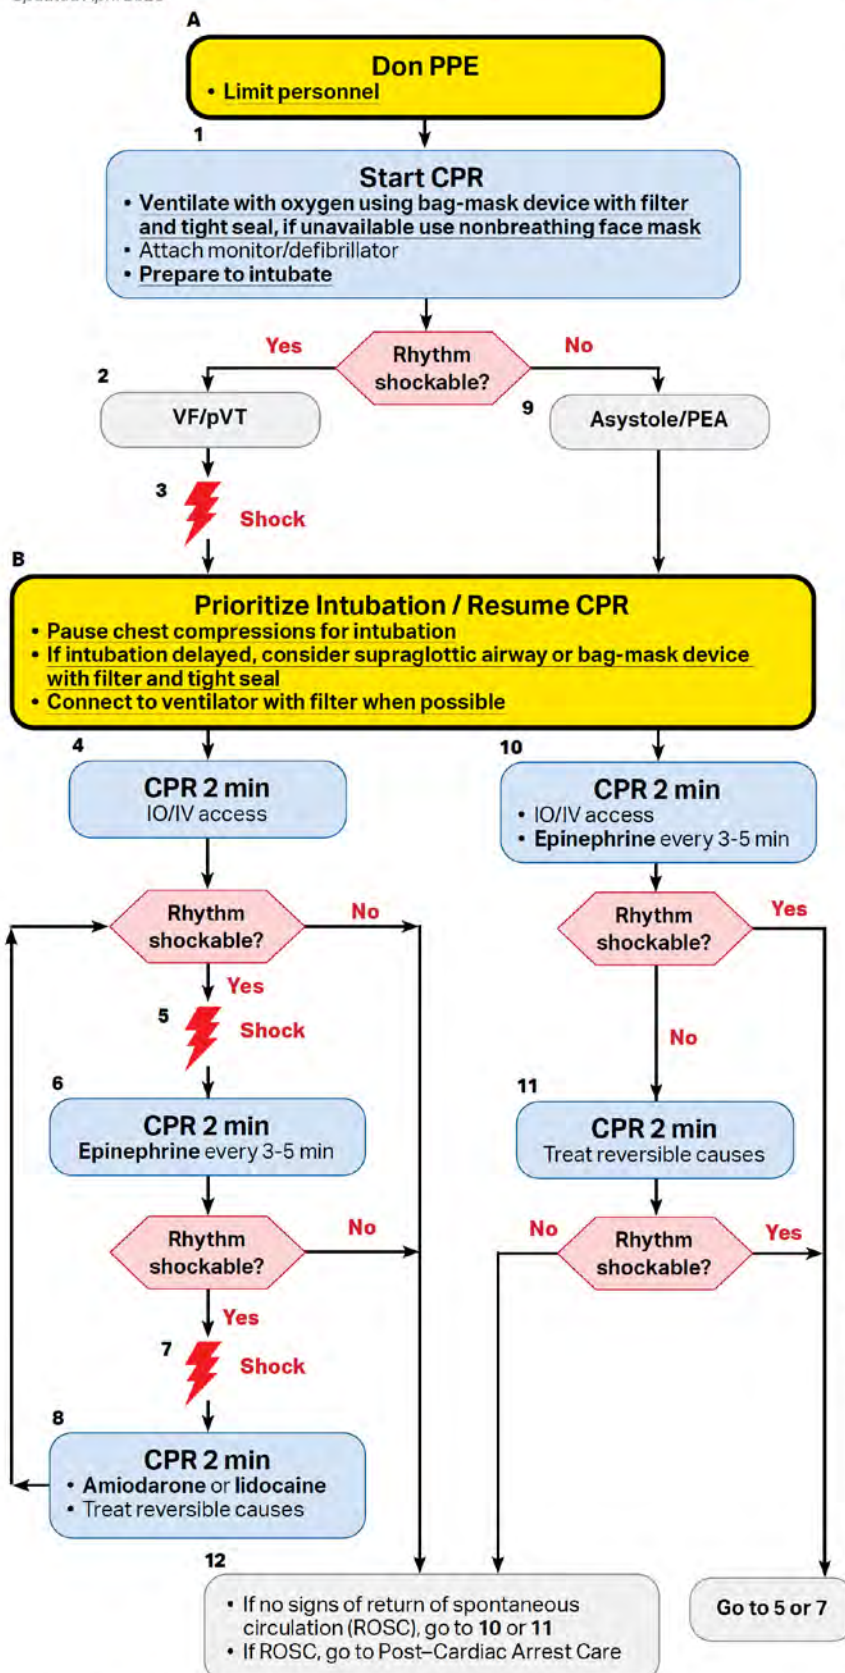 A
Don PPE
• Limit personnel
1
Start CPR
• Ventilate with oxygen using bag-mask device with filter
and tight seal, if unavailable use nonbreathing face mask
• Attach monitor/defibrillator
• Prepare to intubate
Yes
Rhythm
shockable?
No
2
VF/pVT
9
Asystole/PEA
3
Shock
B
Prioritize Intubation / Resume CPR
• Pause chest compressions for intubation
• If intubation delayed, consider supraglottic airway or bag-mask device
with filter and tight seal
• Connect to ventilator with filter when possible
4
CPR 2 min
IO/IV access
10
CPR 2 min
• IO/IV access
• Epinephrine every 3-5 min
Rhythm
shockable?
No
Yes
Rhythm
shockable?
Yes
No
5
Shock
6
CPR 2 min
Epinephrine every 3-5 min
11
CPR 2 min
Treat reversible causes
Rhythm
shockable?
No
Yes
No
Rhythm
shockable?
Yes
7
Shock
8
CPR 2 min
• Amiodarone or lidocaine
• Treat reversible causes
12
• If no signs of return of spontaneous
circulation (ROSC), go to 10 or 11
• If ROSC, go to Post–Cardiac Arrest Care
Go to 5 or 7